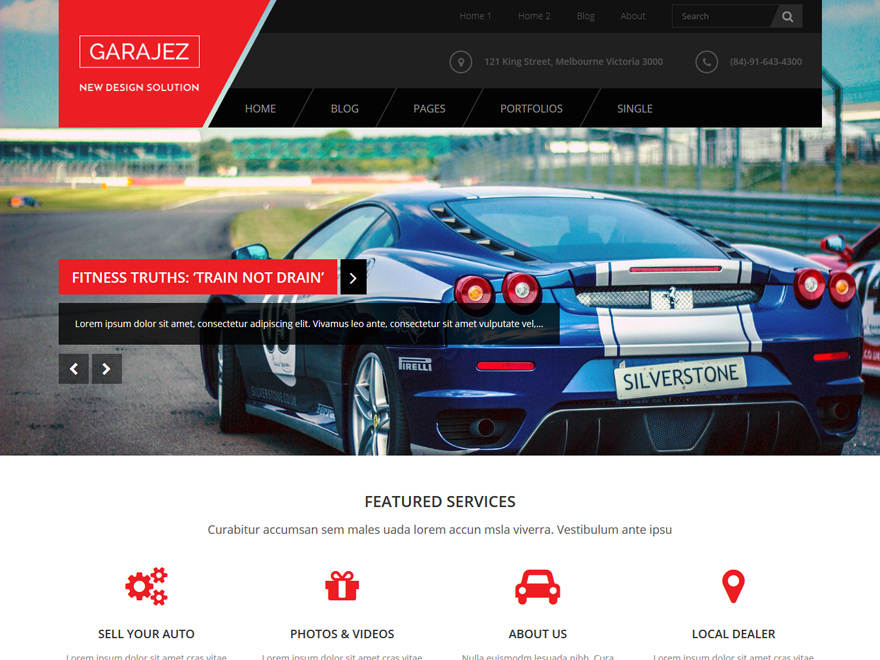 GARAJEZ
NEW DESIGN SOLUTION
Home 1 Home 2 Blog About Search
121 King Street, Melbourne Victoria 3000 (84)-91-643-4300
HOME BLOG PAGES PORTFOLIOS SINGLE
FITNESS TRUTHS: ‘TRAIN NOT DRAIN’
Lorem ipsum dolor sit amet, consectetur adipiscing elit. Vivamus leo ante, consectetur sit amet vulputate vel,...
PIRELLI
SILVERSTONE
SILVERSTONE.CO.UK
FEATURED SERVICES
Curabitur accumsan sem males uada lorem accun msla viverra. Vestibulum ante ipsu
SELL YOUR AUTO PHOTOS & VIDEOS ABOUT US LOCAL DEALER
Lorem ipsum dolor sit amet cras vitae Lorem ipsum dolor sit amet cras vitae Nulla euismodm lesuada nibh. Cura Lorem ipsum dolor sit amet cras vitae